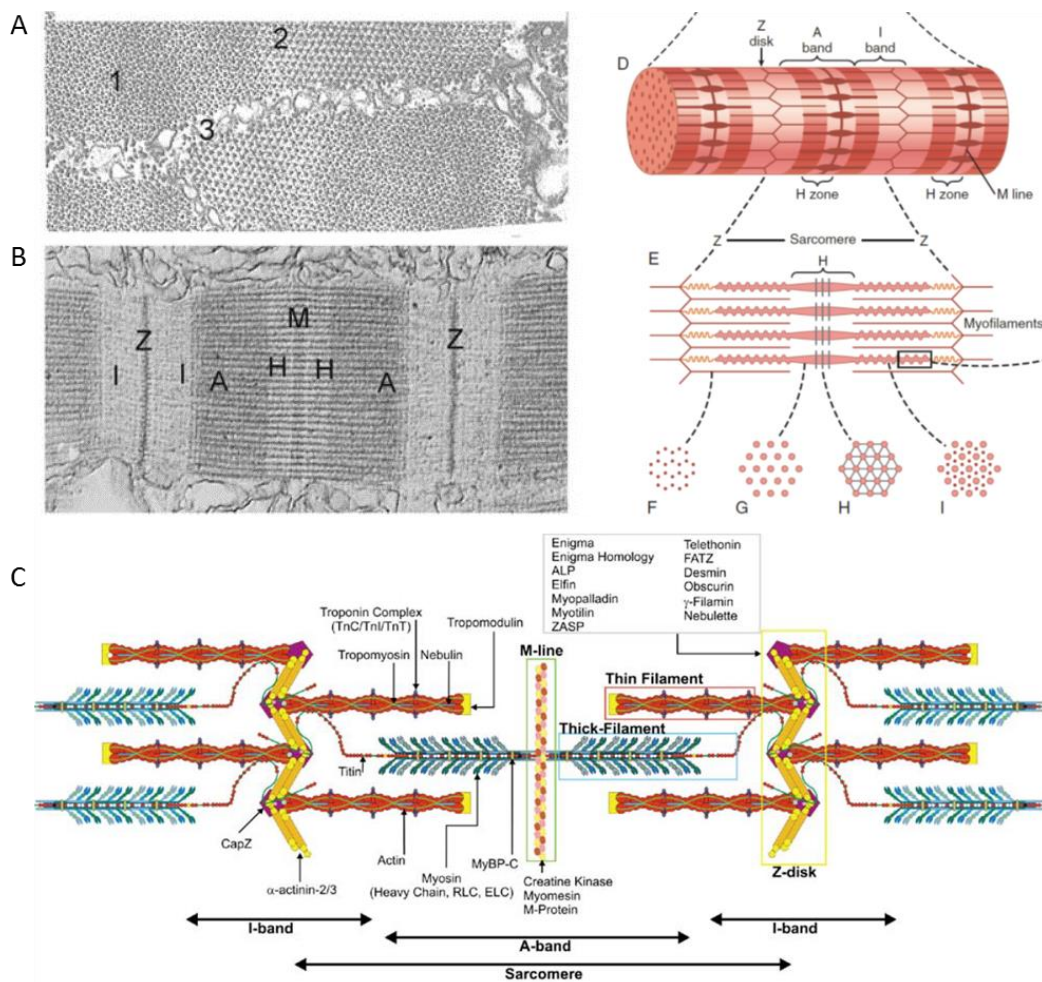 A
1
2
3
B
Z
I
I
A
H
M
H
A
Z
D
Z
disk
A
band
I
band
H zone
H zone
M line
E
Z
Sarcomere
Z
H
Myofilaments
F
G
H
I
C
Enigma
Enigma Homology
ALP
Elfin
Myopalladin
Myotilin
ZASP
Telethonin
FATZ
Desmin
Obscurin
γ-Filamin
Nebulette
Troponin Complex
(TnC/TnI/TnT)
Tropomodulin
Tropomyosin
Nebulin
M-line
Thin Filament
Thick-Filament
Titin
CapZ
α-actinin-2/3
Actin
Myosin
(Heavy Chain, RLC, ELC)
MyBP-C
Creatine Kinase
Myomesin
M-Protein
Z-disk
I-band
A-band
I-band
Sarcomere